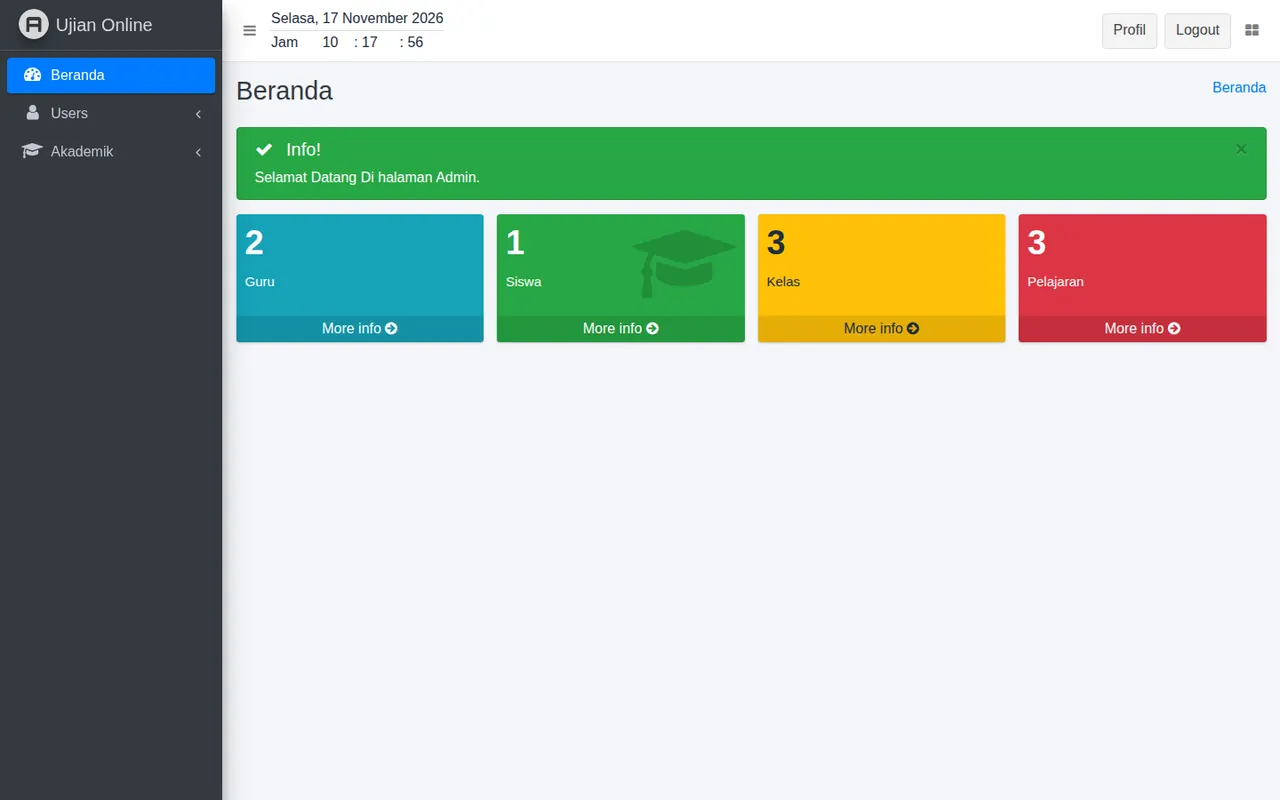 Ujian Online
Beranda
Users
Akademik
Selasa, 17 November 2026
Jam 10 : 17 : 56
Profil
Logout
Beranda
Beranda
Info!
×
Selamat Datang Di halaman Admin.
2
Guru
More info
1
Siswa
More info
3
Kelas
More info
3
Pelajaran
More info